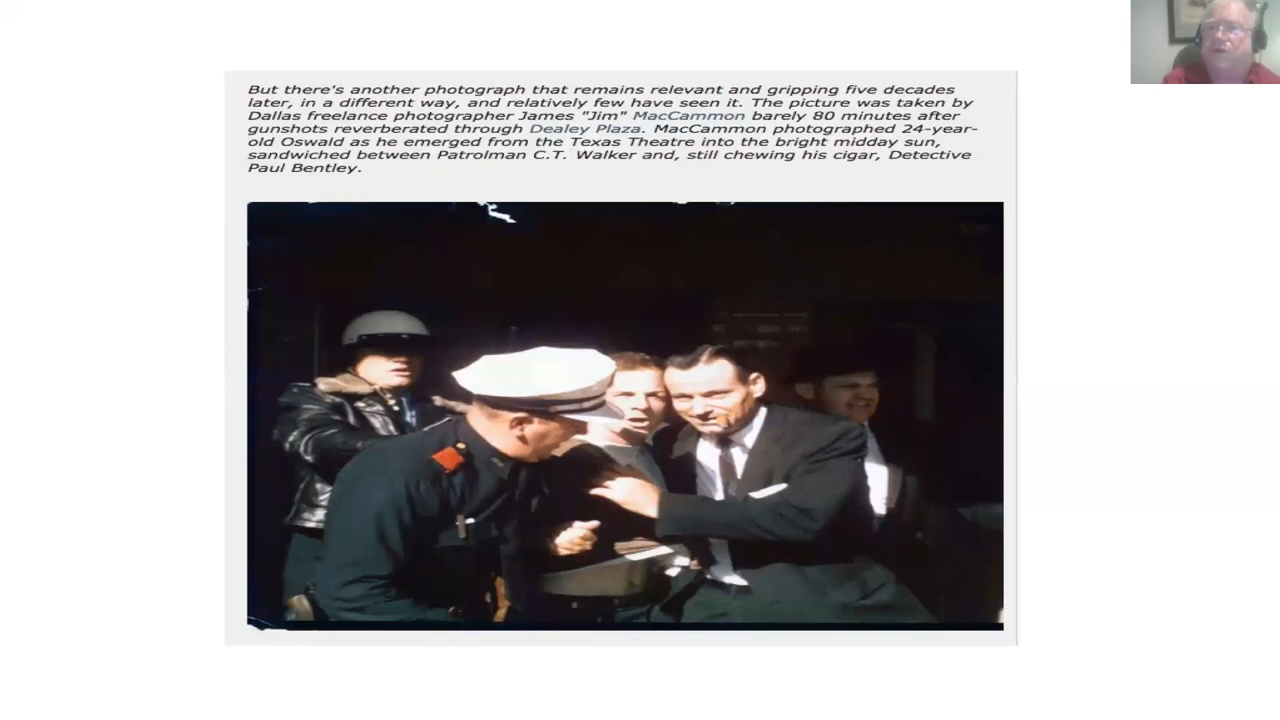 But there's another photograph that remains relevant and gripping five decades
later, in a different way, and relatively few have seen it. The picture was taken by
Dallas freelance photographer James "Jim" MacCammon barely 80 minutes after
gunshots reverberated through Dealey Plaza. MacCammon photographed 24-year-
old Oswald as he emerged from the Texas Theatre into the bright midday sun,
sandwiched between Patrolman C.T. Walker and, still chewing his cigar, Detective
Paul Bentley.